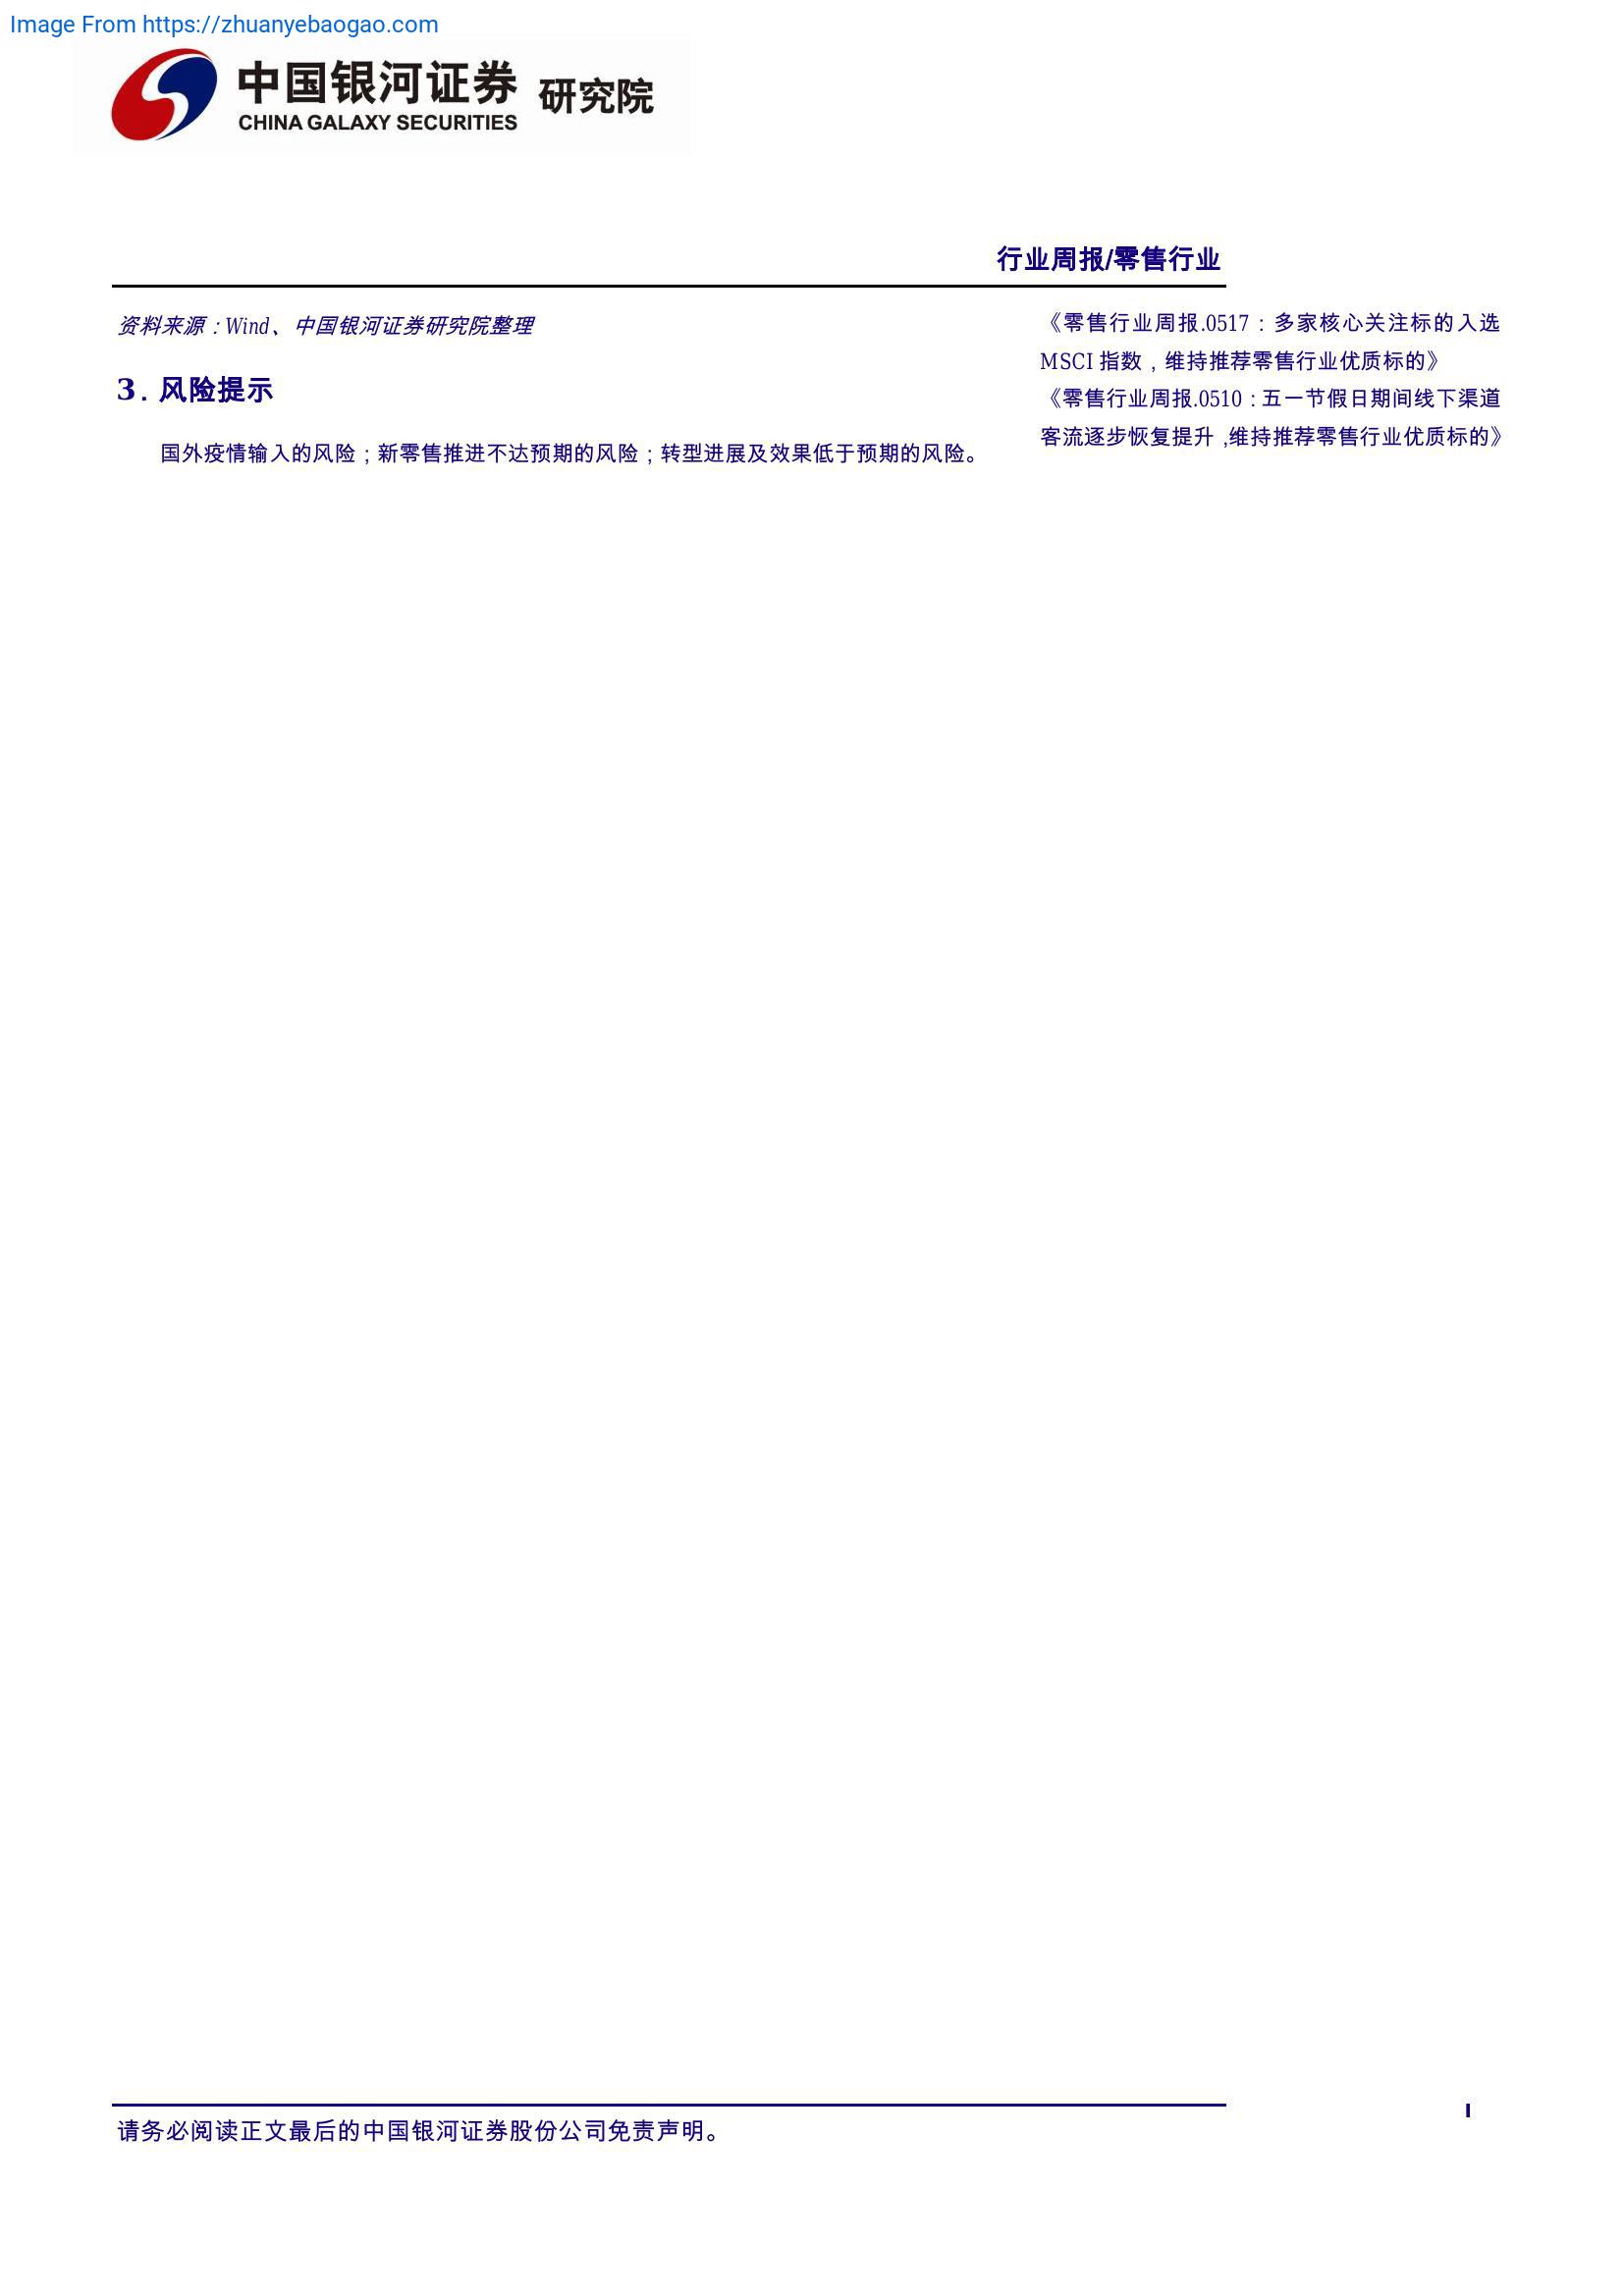 Image From https://zhuanyebaogao.com
中国银河证券 研究院
CHINA GALAXY SECURITIES
行业周报/零售行业
资料来源：Wind、中国银河证券研究院整理
3. 风险提示
国外疫情输入的风险；新零售推进不达预期的风险；转型进展及效果低于预期的风险。
《零售行业周报.0517：多家核心关注标的入选
MSCI 指数，维持推荐零售行业优质标的》
《零售行业周报.0510：五一节假日期间线下渠道
客流逐步恢复提升,维持推荐零售行业优质标的》
请务必阅读正文最后的中国银河证券股份公司免责声明。